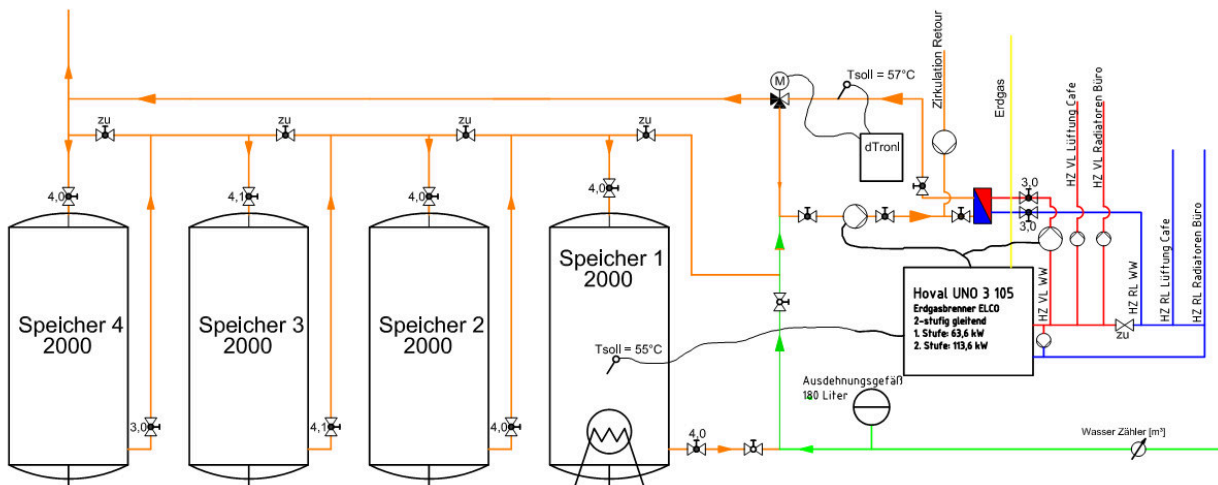 M
Tsoll = 57°C
dTronI
Zirkulation Retour
Erdgas
HZ VL Lüftung Cafe
HZ VL Radiatoren Büro
zu
zu
zu
zu
4,0
4,1
4,0
4,0
3,0
3,0
HZ RL Lüftung Cafe
HZ RL Radiatoren Büro
Speicher 4
2000
Speicher 3
2000
Speicher 2
2000
Speicher 1
2000
HZ VL WW
HZ RL WW
Hoval UNO 3 105
Erdgasbrenner ELCO
2-stufig gleitend
1. Stufe: 63,6 kW
2. Stufe: 113,6 kW
zu
Tsoll = 55°C
Ausdehnungsgefäß
180 Liter
3,0
4,1
4,0
4,0
Wasser Zähler [m³]